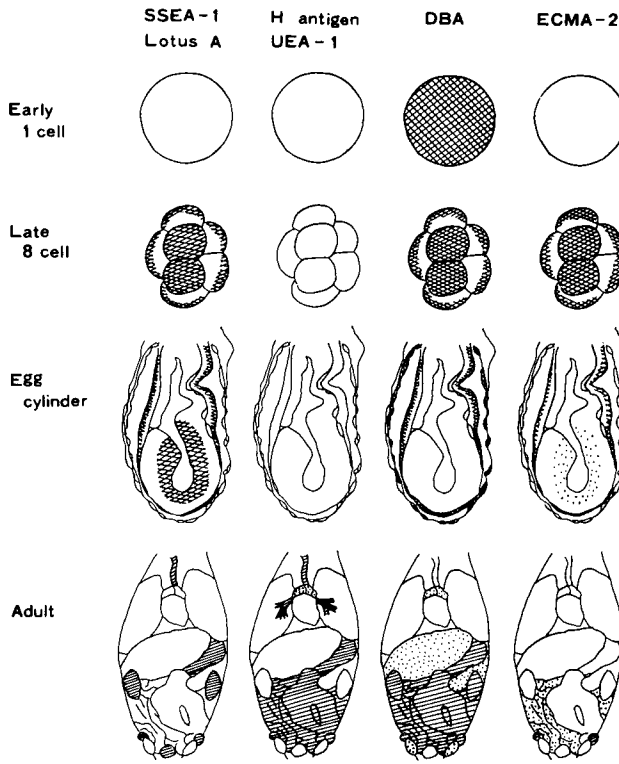 SSEA-1
Lotus A
H antigen
UEA-1
DBA
ECMA-2
Early
1 cell
Late
8 cell
Egg
cylinder
Adult